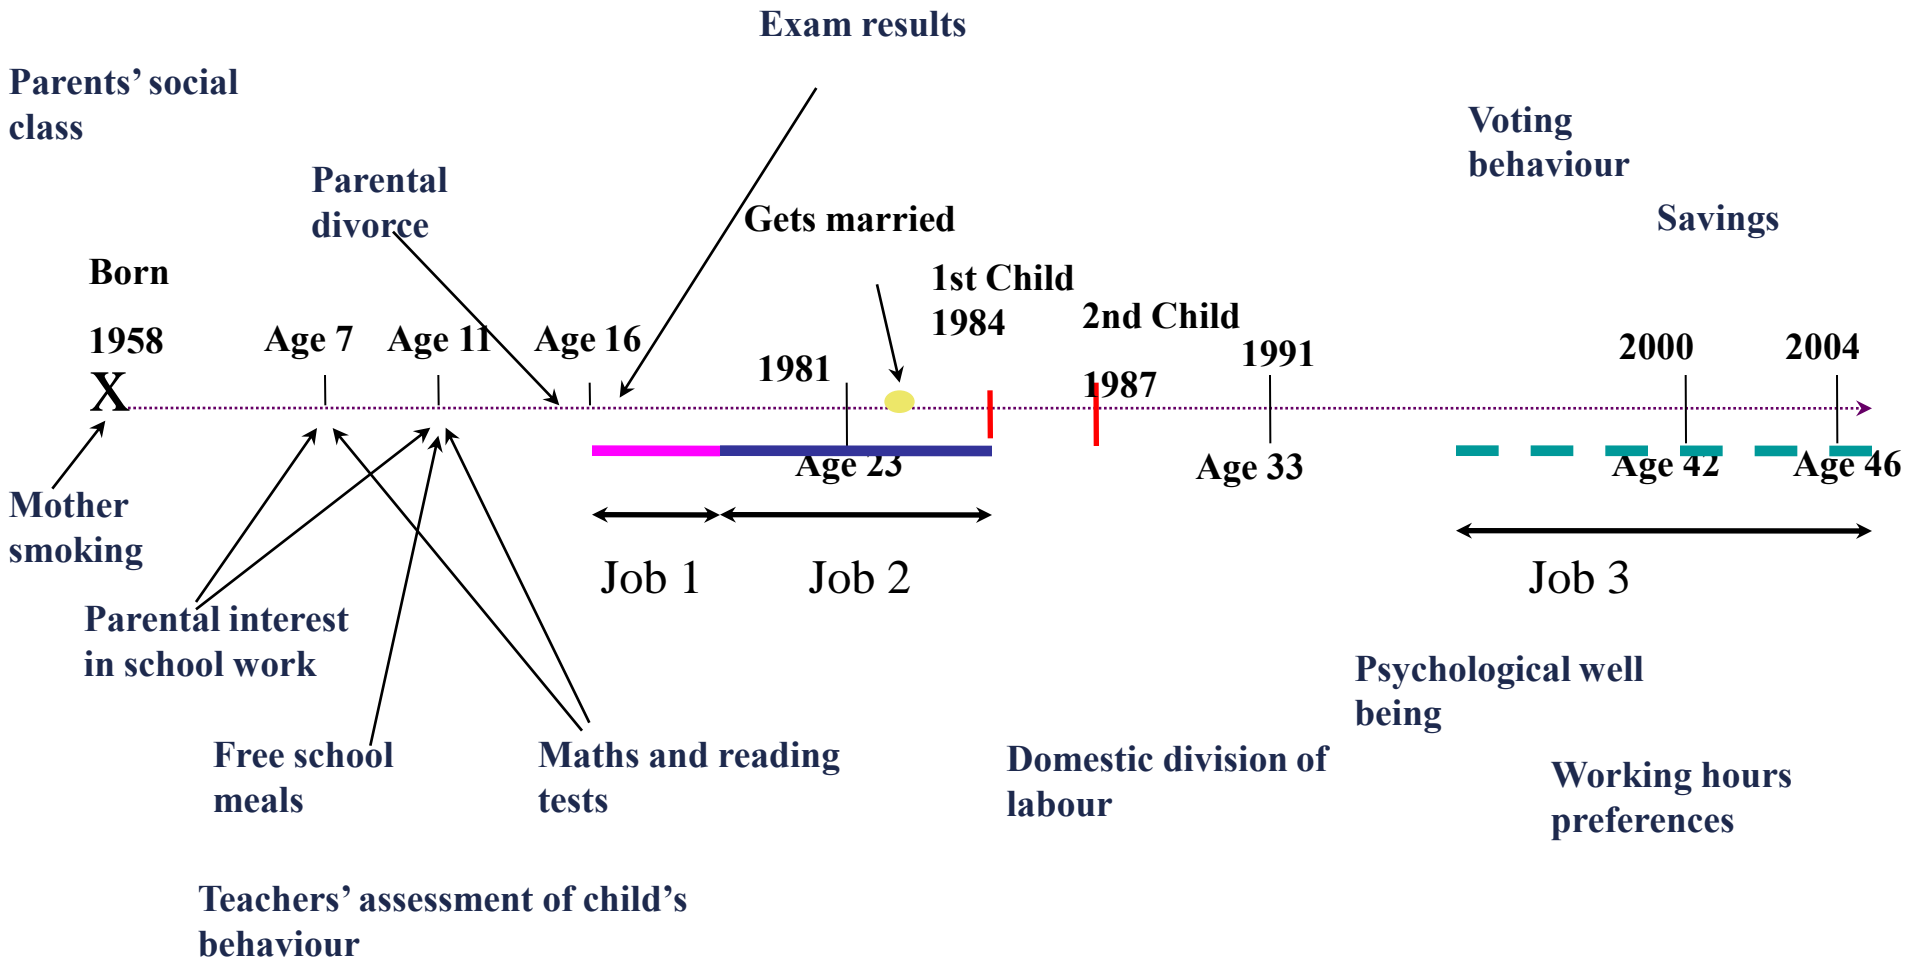 Exam results
Parents’ social
class
Voting
behaviour
Parental
divorce
Gets married
Savings
Born
1958
X
Age 7
Age 11
Age 16
1981
1st Child
1984
2nd Child
1987
1991
2000
2004
Age 23
Age 33
Age 42
Age 46
Mother
smoking
Job 1
Job 2
Job 3
Parental interest
in school work
Psychological well
being
Free school
meals
Maths and reading
tests
Domestic division of
labour
Working hours
preferences
Teachers’ assessment of child’s
behaviour